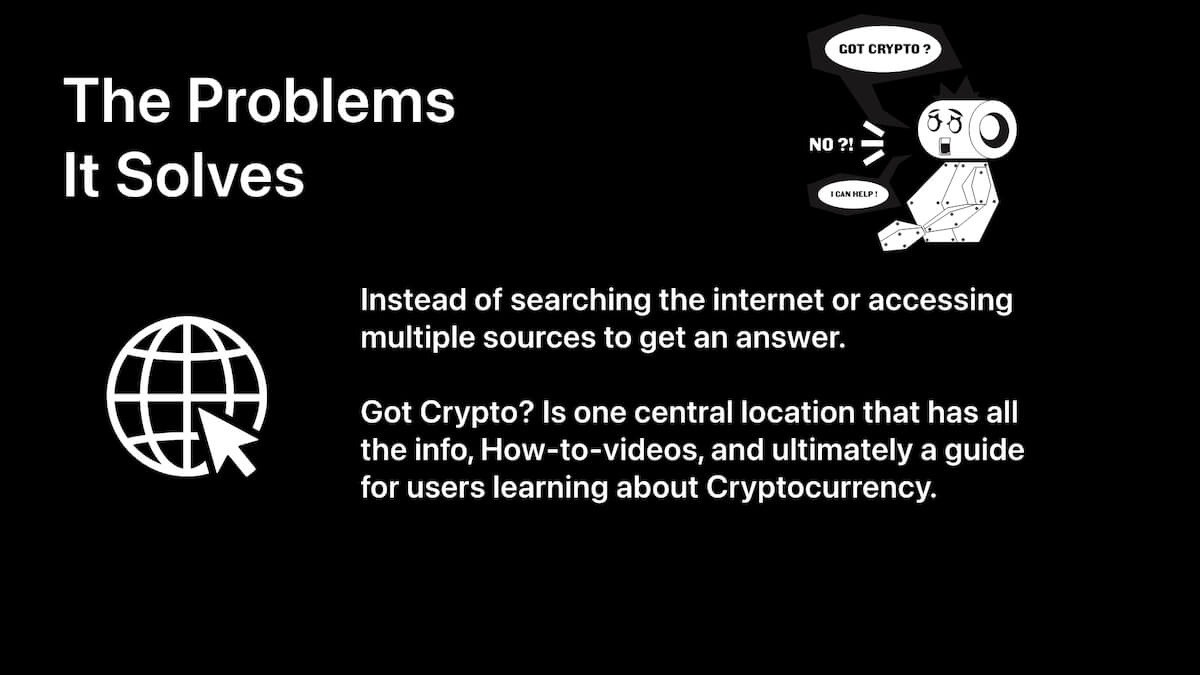 The Problems
It Solves
GOT CRYPTO ?
NO ?!
I CAN HELP !
Instead of searching the internet or accessing
multiple sources to get an answer.
Got Crypto? Is one central location that has all
the info, How-to-videos, and ultimately a guide
for users learning about Cryptocurrency.